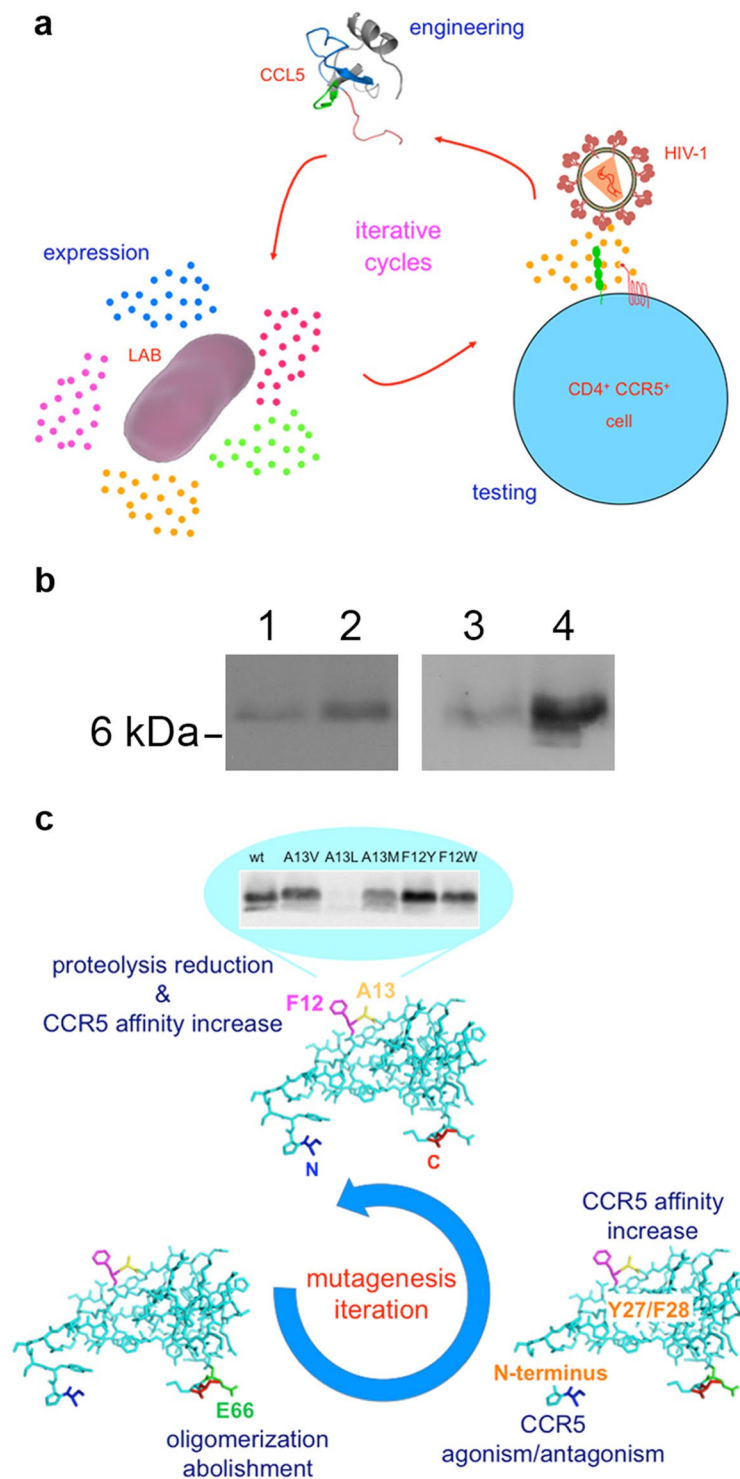 a
engineering
CCL5
HIV-1
iterative
cycles
expression
LAB
CD4⁺ CCR5⁺
cell
testing
b
1 2 3 4
6 kDa
c
wt A13V A13L A13M F12Y F12W
proteolysis reduction
&
CCR5 affinity increase
F12
A13
N
C
CCR5 affinity
increase
mutagenesis
iteration
Y27/F28
N-terminus
E66
oligomerization
abolishment
CCR5
agonism/antagonism